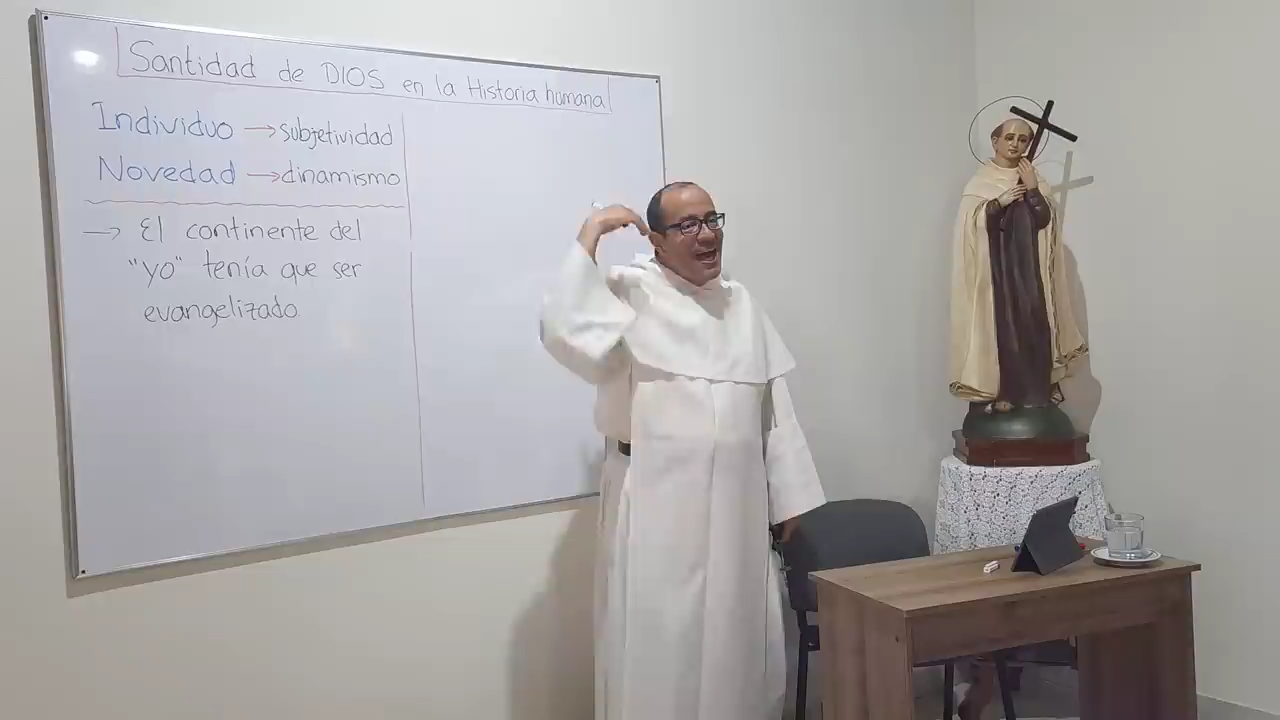 Santidad de DIOS en la Historia humana
Individuo → subjetividad
Novedad → dinamismo
→ El continente del
"yo" tenía que ser
evangelizado